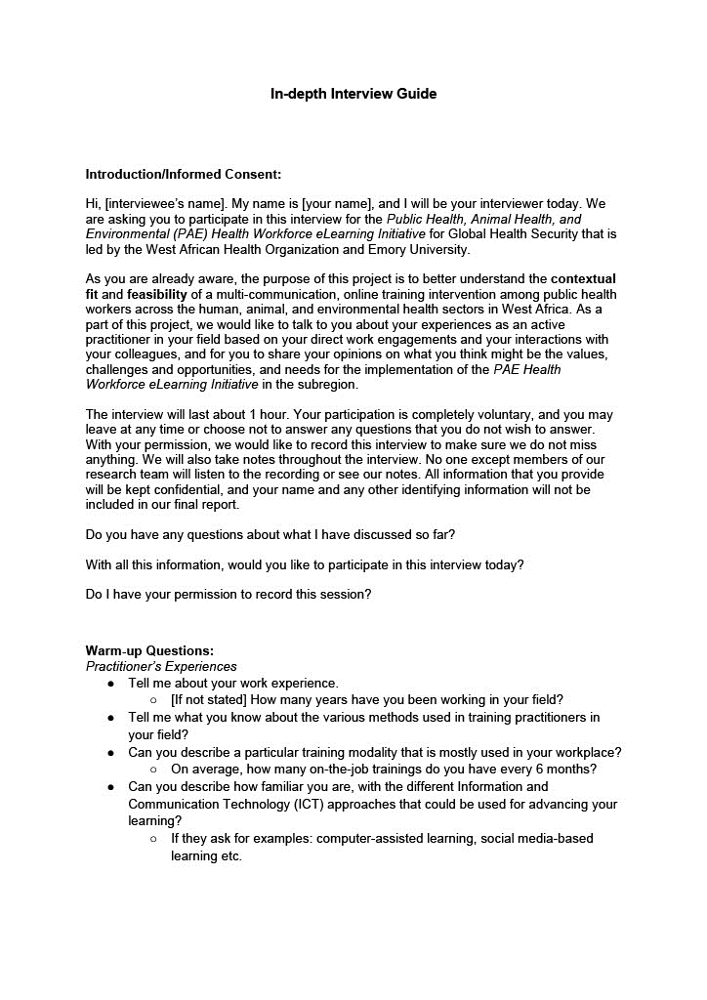 In-depth Interview Guide
Introduction/Informed Consent:
Hi, [interviewee's name]. My name is [your name], and I will be your interviewer today. We
are asking you to participate in this interview for the Public Health, Animal Health, and
Environmental (PAE) Health Workforce eLearning Initiative for Global Health Security that is
led by the West African Health Organization and Emory University.
As you are already aware, the purpose of this project is to better understand the contextual
fit and feasibility of a multi-communication, online training intervention among public health
workers across the human, animal, and environmental health sectors in West Africa. As a
part of this project, we would like to talk to you about your experiences as an active
practitioner in your field based on your direct work engagements and your interactions with
your colleagues, and for you to share your opinions on what you think might be the values,
challenges and opportunities, and needs for the implementation of the PAE Health
Workforce eLearning Initiative in the subregion.
The interview will last about 1 hour. Your participation is completely voluntary, and you may
leave at any time or choose not to answer any questions that you do not wish to answer.
With your permission, we would like to record this interview to make sure we do not miss
anything. We will also take notes throughout the interview. No one except members of our
research team will listen to the recording or see our notes. All information that you provide
will be kept confidential, and your name and any other identifying information will not be
included in our final report.
Do you have any questions about what I have discussed so far?
With all this information, would you like to participate in this interview today?
Do I have your permission to record this session?
Warm-up Questions:
Practitioner's Experiences
● Tell me about your work experience.
○ [If not stated] How many years have you been working in your field?
● Tell me what you know about the various methods used in training practitioners in
your field?
● Can you describe a particular training modality that is mostly used in your workplace?
○ On average, how many on-the-job trainings do you have every 6 months?
● Can you describe how familiar you are, with the different Information and
Communication Technology (ICT) approaches that could be used for advancing your
learning?
○ If they ask for examples: computer-assisted learning, social media-based
learning etc.